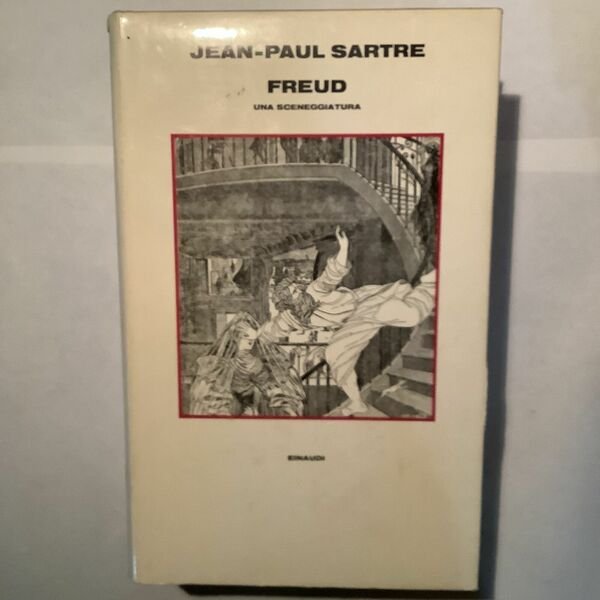 JEAN-PAUL SARTRE
FREUD
UNA SCENEGGIATURA
EINAUDI